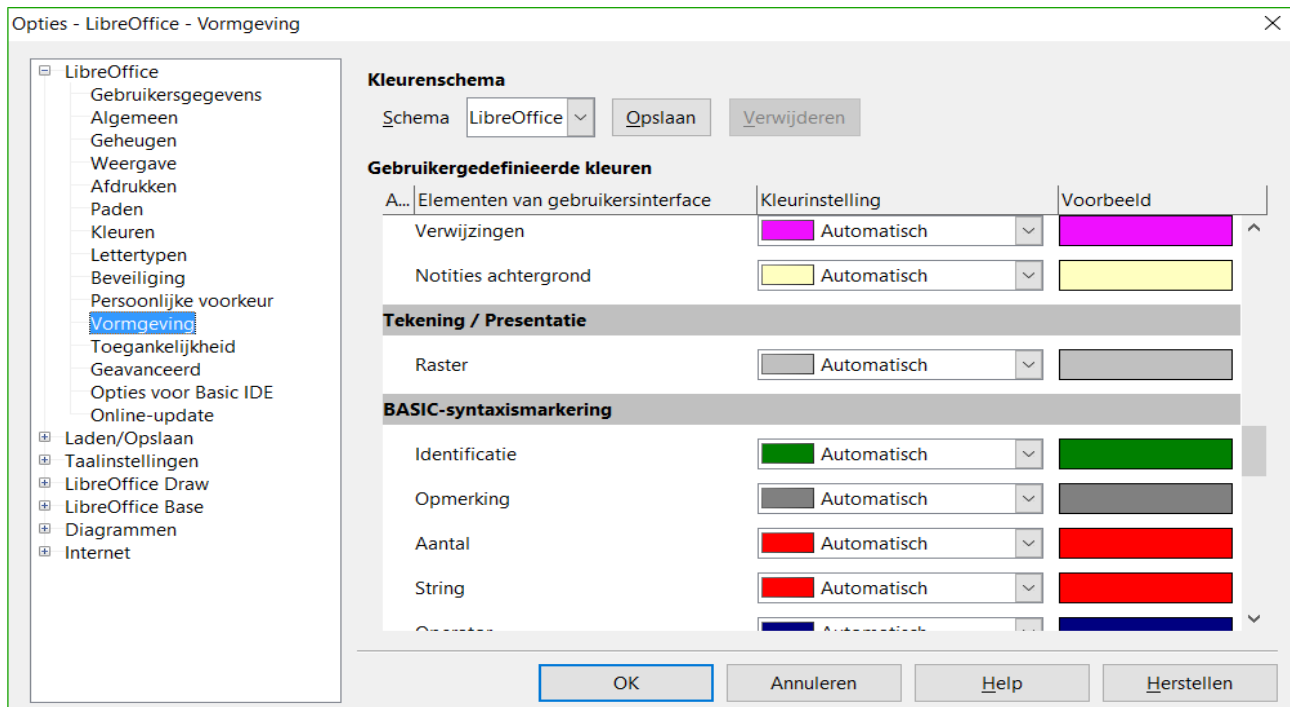 Opties - LibreOffice - Vormgeving
LibreOffice
Gebruikersgegevens
Algemeen
Geheugen
Weergave
Afdrukken
Paden
Kleuren
Lettertypen
Beveiliging
Persoonlijke voorkeur
Vormgeving
Toegankelijkheid
Geavanceerd
Opties voor Basic IDE
Online-update
Laden/Opslaan
Taalinstellingen
LibreOffice Draw
LibreOffice Base
Diagrammen
Internet
Kleurenschema
Schema LibreOffice Opslaan Verwijderen
Gebruikergedefinieerde kleuren
A... Elementen van gebruikersinterface Kleurinstelling Voorbeeld
Verwijzingen Automatisch
Notities achtergrond Automatisch
Tekening / Presentatie
Raster Automatisch
BASIC-syntaxismarkering
Identificatie Automatisch
Opmerking Automatisch
Aantal Automatisch
String Automatisch
Operator Automatisch
OK Annuleren Help Herstellen